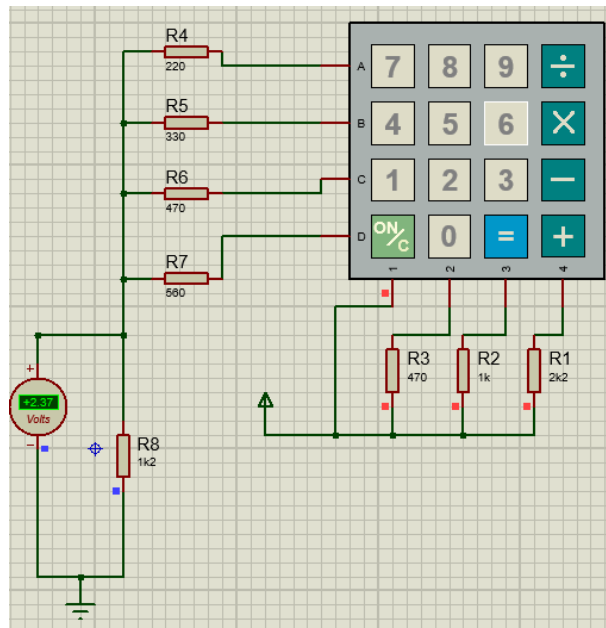 R4
220
A 7 8 9 ÷
R5
330
B 4 5 6 ×
R6
470
C 1 2 3 −
R7
560
D ON/C 0 = +
1 2 3 4
R3
470
R2
1k
R1
2k2
+
+2.37
Volts
−
R8
1k2